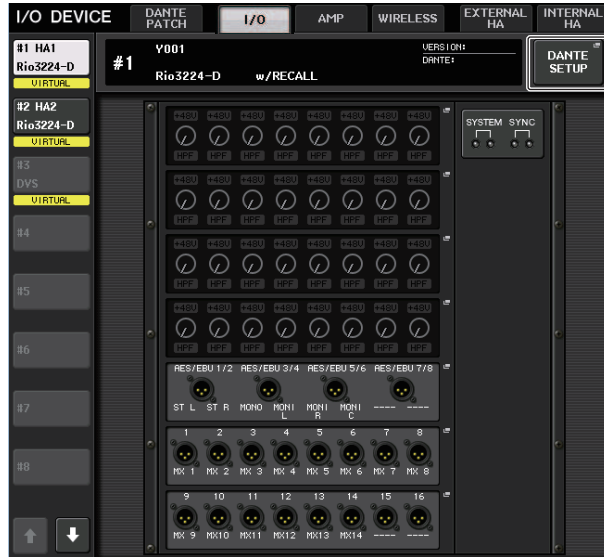 I/O DEVICE
DANTE PATCH
I/O
AMP
WIRELESS
EXTERNAL HA
INTERNAL HA
#1 HA1
Rio3224-D
VIRTUAL
#2 HA2
Rio3224-D
VIRTUAL
#3
DVS
VIRTUAL
#4
#5
#6
#7
#8
#1
Y001
Rio3224-D w/RECALL
VERSION:
DANTE:
DANTE SETUP
SYSTEM SYNC
+48V +48V +48V +48V +48V +48V +48V +48V
HPF HPF HPF HPF HPF HPF HPF HPF
+48V +48V +48V +48V +48V +48V +48V +48V
HPF HPF HPF HPF HPF HPF HPF HPF
+48V +48V +48V +48V +48V +48V +48V +48V
HPF HPF HPF HPF HPF HPF HPF HPF
+48V +48V +48V +48V +48V +48V +48V +48V
HPF HPF HPF HPF HPF HPF HPF HPF
AES/EBU 1/2 AES/EBU 3/4 AES/EBU 5/6 AES/EBU 7/8
ST L ST R MONO MONI L MONI R MONI C ---- ----
1 2 3 4 5 6 7 8
MX 1 MX 2 MX 3 MX 4 MX 5 MX 6 MX 7 MX 8
9 10 11 12 13 14 15 16
MX 9 MX10 MX11 MX12 MX13 MX14 ---- ----